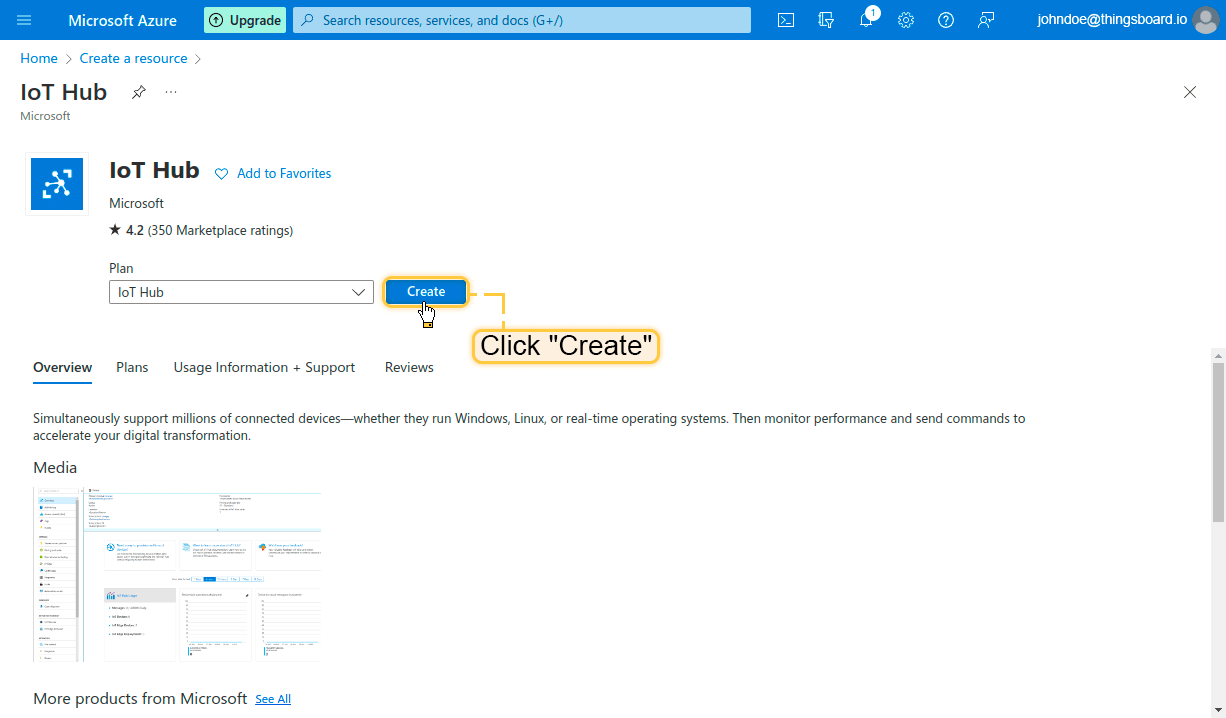 Microsoft Azure
Upgrade
Search resources, services, and docs (G+/)
1
johndoe@thingsboard.io
Home
Create a resource
IoT Hub
Microsoft
IoT Hub
Add to Favorites
Microsoft
★ 4.2 (350 Marketplace ratings)
Plan
IoT Hub
Create
Click "Create"
Overview
Plans
Usage Information + Support
Reviews
Simultaneously support millions of connected devices—whether they run Windows, Linux, or real-time operating systems. Then monitor performance and send commands to
accelerate your digital transformation.
Media
More products from Microsoft See All